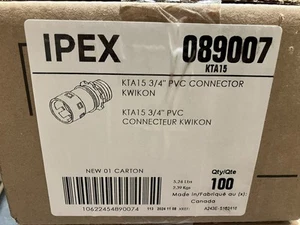 IPEX
089007
KTA15
KTA15 3/4" PVC CONNECTOR
KWIKON
KTA15 3/4" PVC
CONNECTEUR KWIKON
NEW 01 CARTON
Qty/Qte
100
Made in/Fabriqué au (x):
Canada
10622454890074